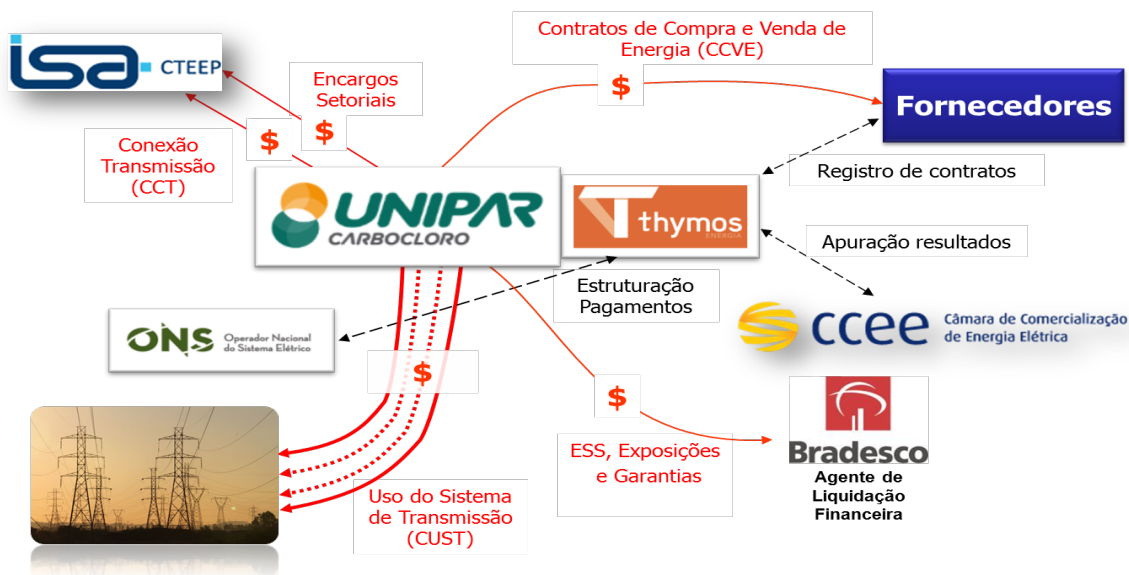 isa
CTEEP
Encargos
Setoriais
$
$
Conexão
Transmissão
(CCT)
Contratos de Compra e Venda de
Energia (CCVE)
$
Fornecedores
Registro de contratos
UNIPAR
CARBOCLORO
thymos
ENERGIA
Apuração resultados
Estruturação
Pagamentos
ONS
Operador Nacional
do Sistema Elétrico
ccee
Câmara de Comercialização
de Energia Elétrica
$
$
Bradesco
Agente de
Liquidação
Financeira
ESS, Exposições
e Garantias
Uso do Sistema
de Transmissão
(CUST)